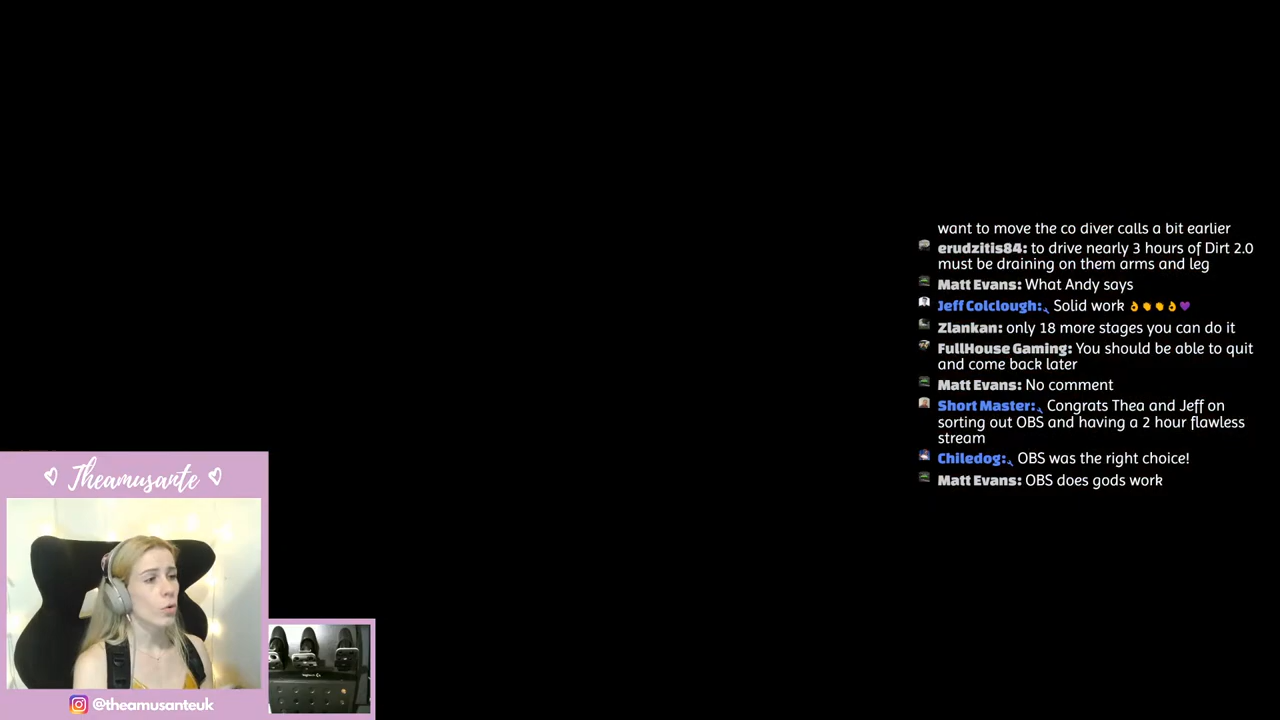 want to move the co diver calls a bit earlier
erudzitis84: to drive nearly 3 hours of Dirt 2.0
must be draining on them arms and leg
Matt Evans: What Andy says
Jeff Colclough: Solid work 👌👏👏👌💜
Zlankan: only 18 more stages you can do it
FullHouse Gaming: You should be able to quit
and come back later
Matt Evans: No comment
Short Master: Congrats Thea and Jeff on
sorting out OBS and having a 2 hour flawless
stream
Chiledog: OBS was the right choice!
Matt Evans: OBS does gods work
Theamusante
@theamusanteuk